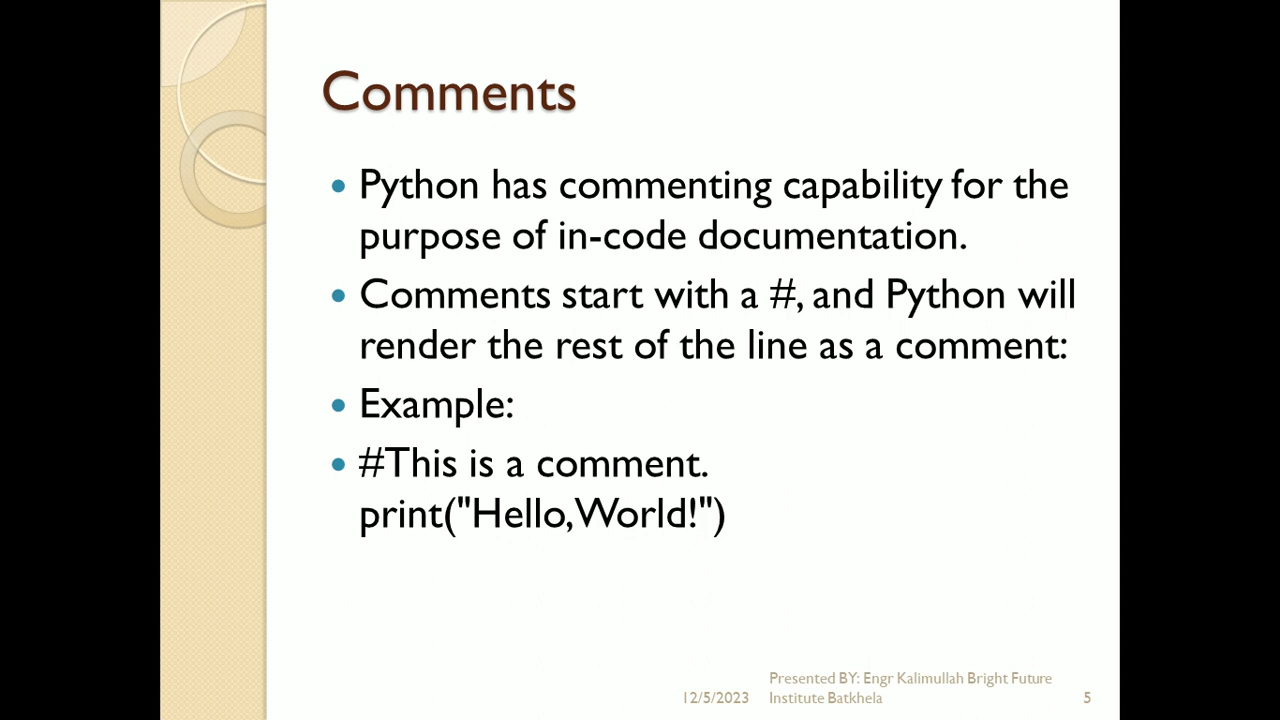 Comments
• Python has commenting capability for the
purpose of in-code documentation.
• Comments start with a #, and Python will
render the rest of the line as a comment:
• Example:
• #This is a comment.
print("Hello, World!")
Presented BY: Engr Kalimullah Bright Future
12/5/2023 Institute Batkhela 5